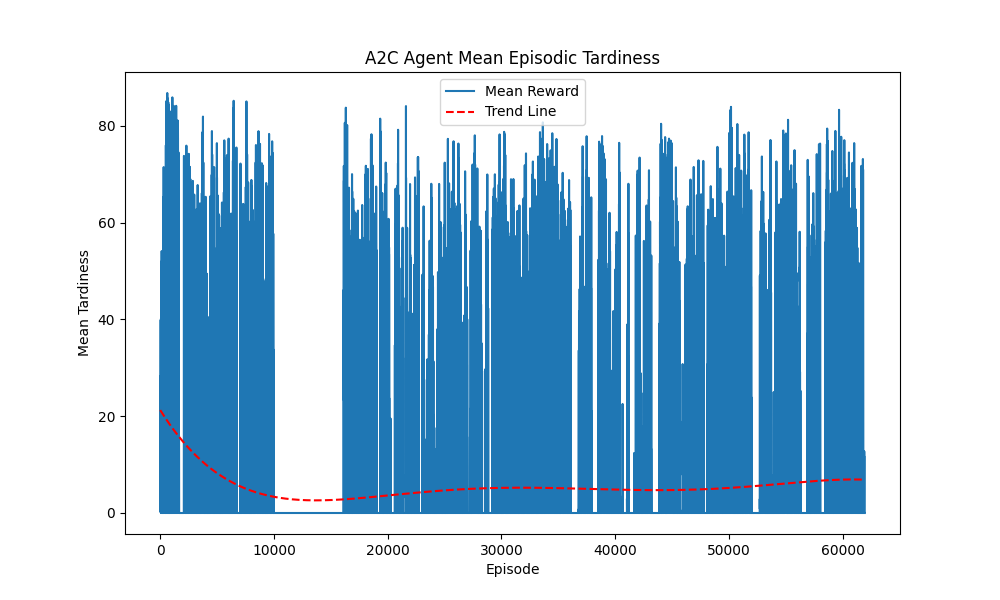 A2C Agent Mean Episodic Tardiness
Mean Reward
Trend Line
Mean Tardiness
80
60
40
20
0
0 10000 20000 30000 40000 50000 60000
Episode